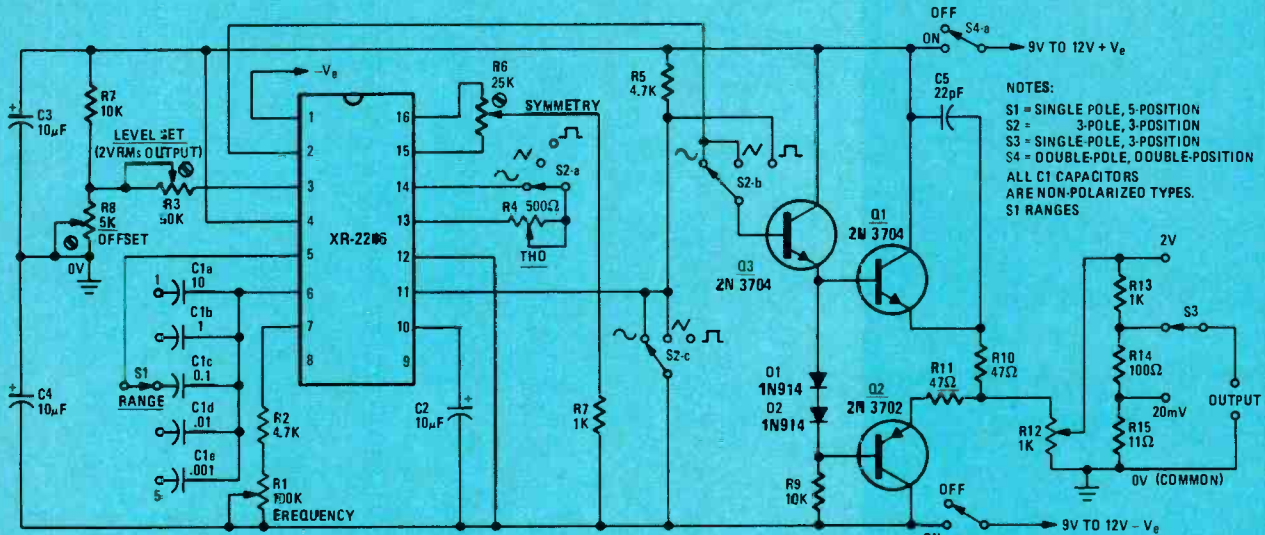 OFF
ON
S4-a
9V TO 12V + Ve
-Ve
R6
25K
SYMMETRY
R5
4.7K
C5
22pF
NOTES:
S1 = SINGLE POLE, 5-POSITION
S2 = 3-POLE, 3-POSITION
S3 = SINGLE-POLE, 3-POSITION
S4 = DOUBLE-POLE, DOUBLE-POSITION
ALL C1 CAPACITORS
ARE NON-POLARIZED TYPES.
S1 RANGES
+
C3
10µF
R7
10K
LEVEL SET
(2VRMs OUTPUT)
R3
50K
R8
5K
OFFSET
0V
1
2
3
4
5
6
7
8
XR-2206
16
15
14
13
12
11
10
9
S2-a
R4
500Ω
THD
S2-b
Q3
2N 3704
Q1
2N 3704
2V
R13
1K
S3
R14
100Ω
20mV
OUTPUT
R15
11Ω
0V (COMMON)
1
C1a
10
C1b
1
C1c
0.1
C1d
.01
C1e
.001
5
S1
RANGE
+
C4
10µF
R2
4.7K
R1
100K
FREQUENCY
C2
10µF
+
R7
1K
S2-c
D1
1N914
D2
1N914
R9
10K
Q2
2N 3702
R11
47Ω
R10
47Ω
R12
1K
OFF
ON
9V TO 12V - Ve